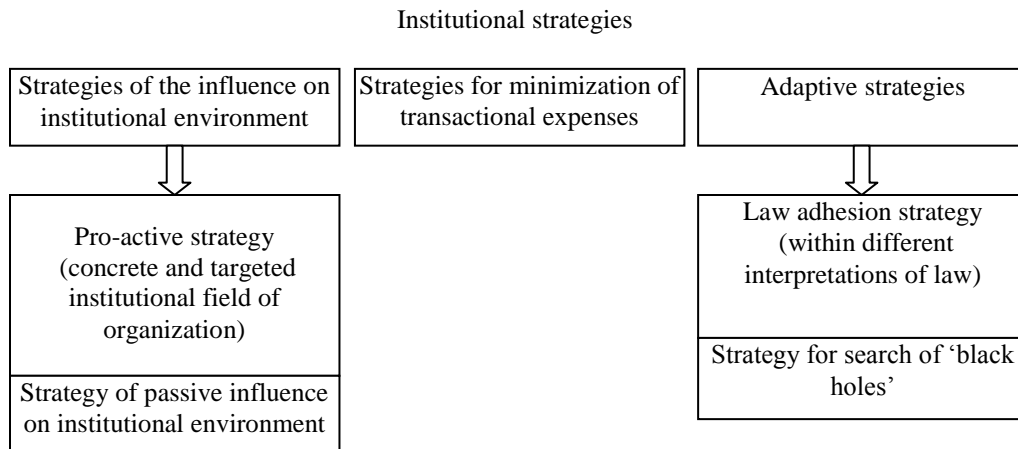 Institutional strategies
Strategies of the influence on
institutional environment
Strategies for minimization of
transactional expenses
Adaptive strategies
Pro-active strategy
(concrete and targeted
institutional field of
organization)
Strategy of passive influence
on institutional environment
Law adhesion strategy
(within different
interpretations of law)
Strategy for search of ‘black
holes’